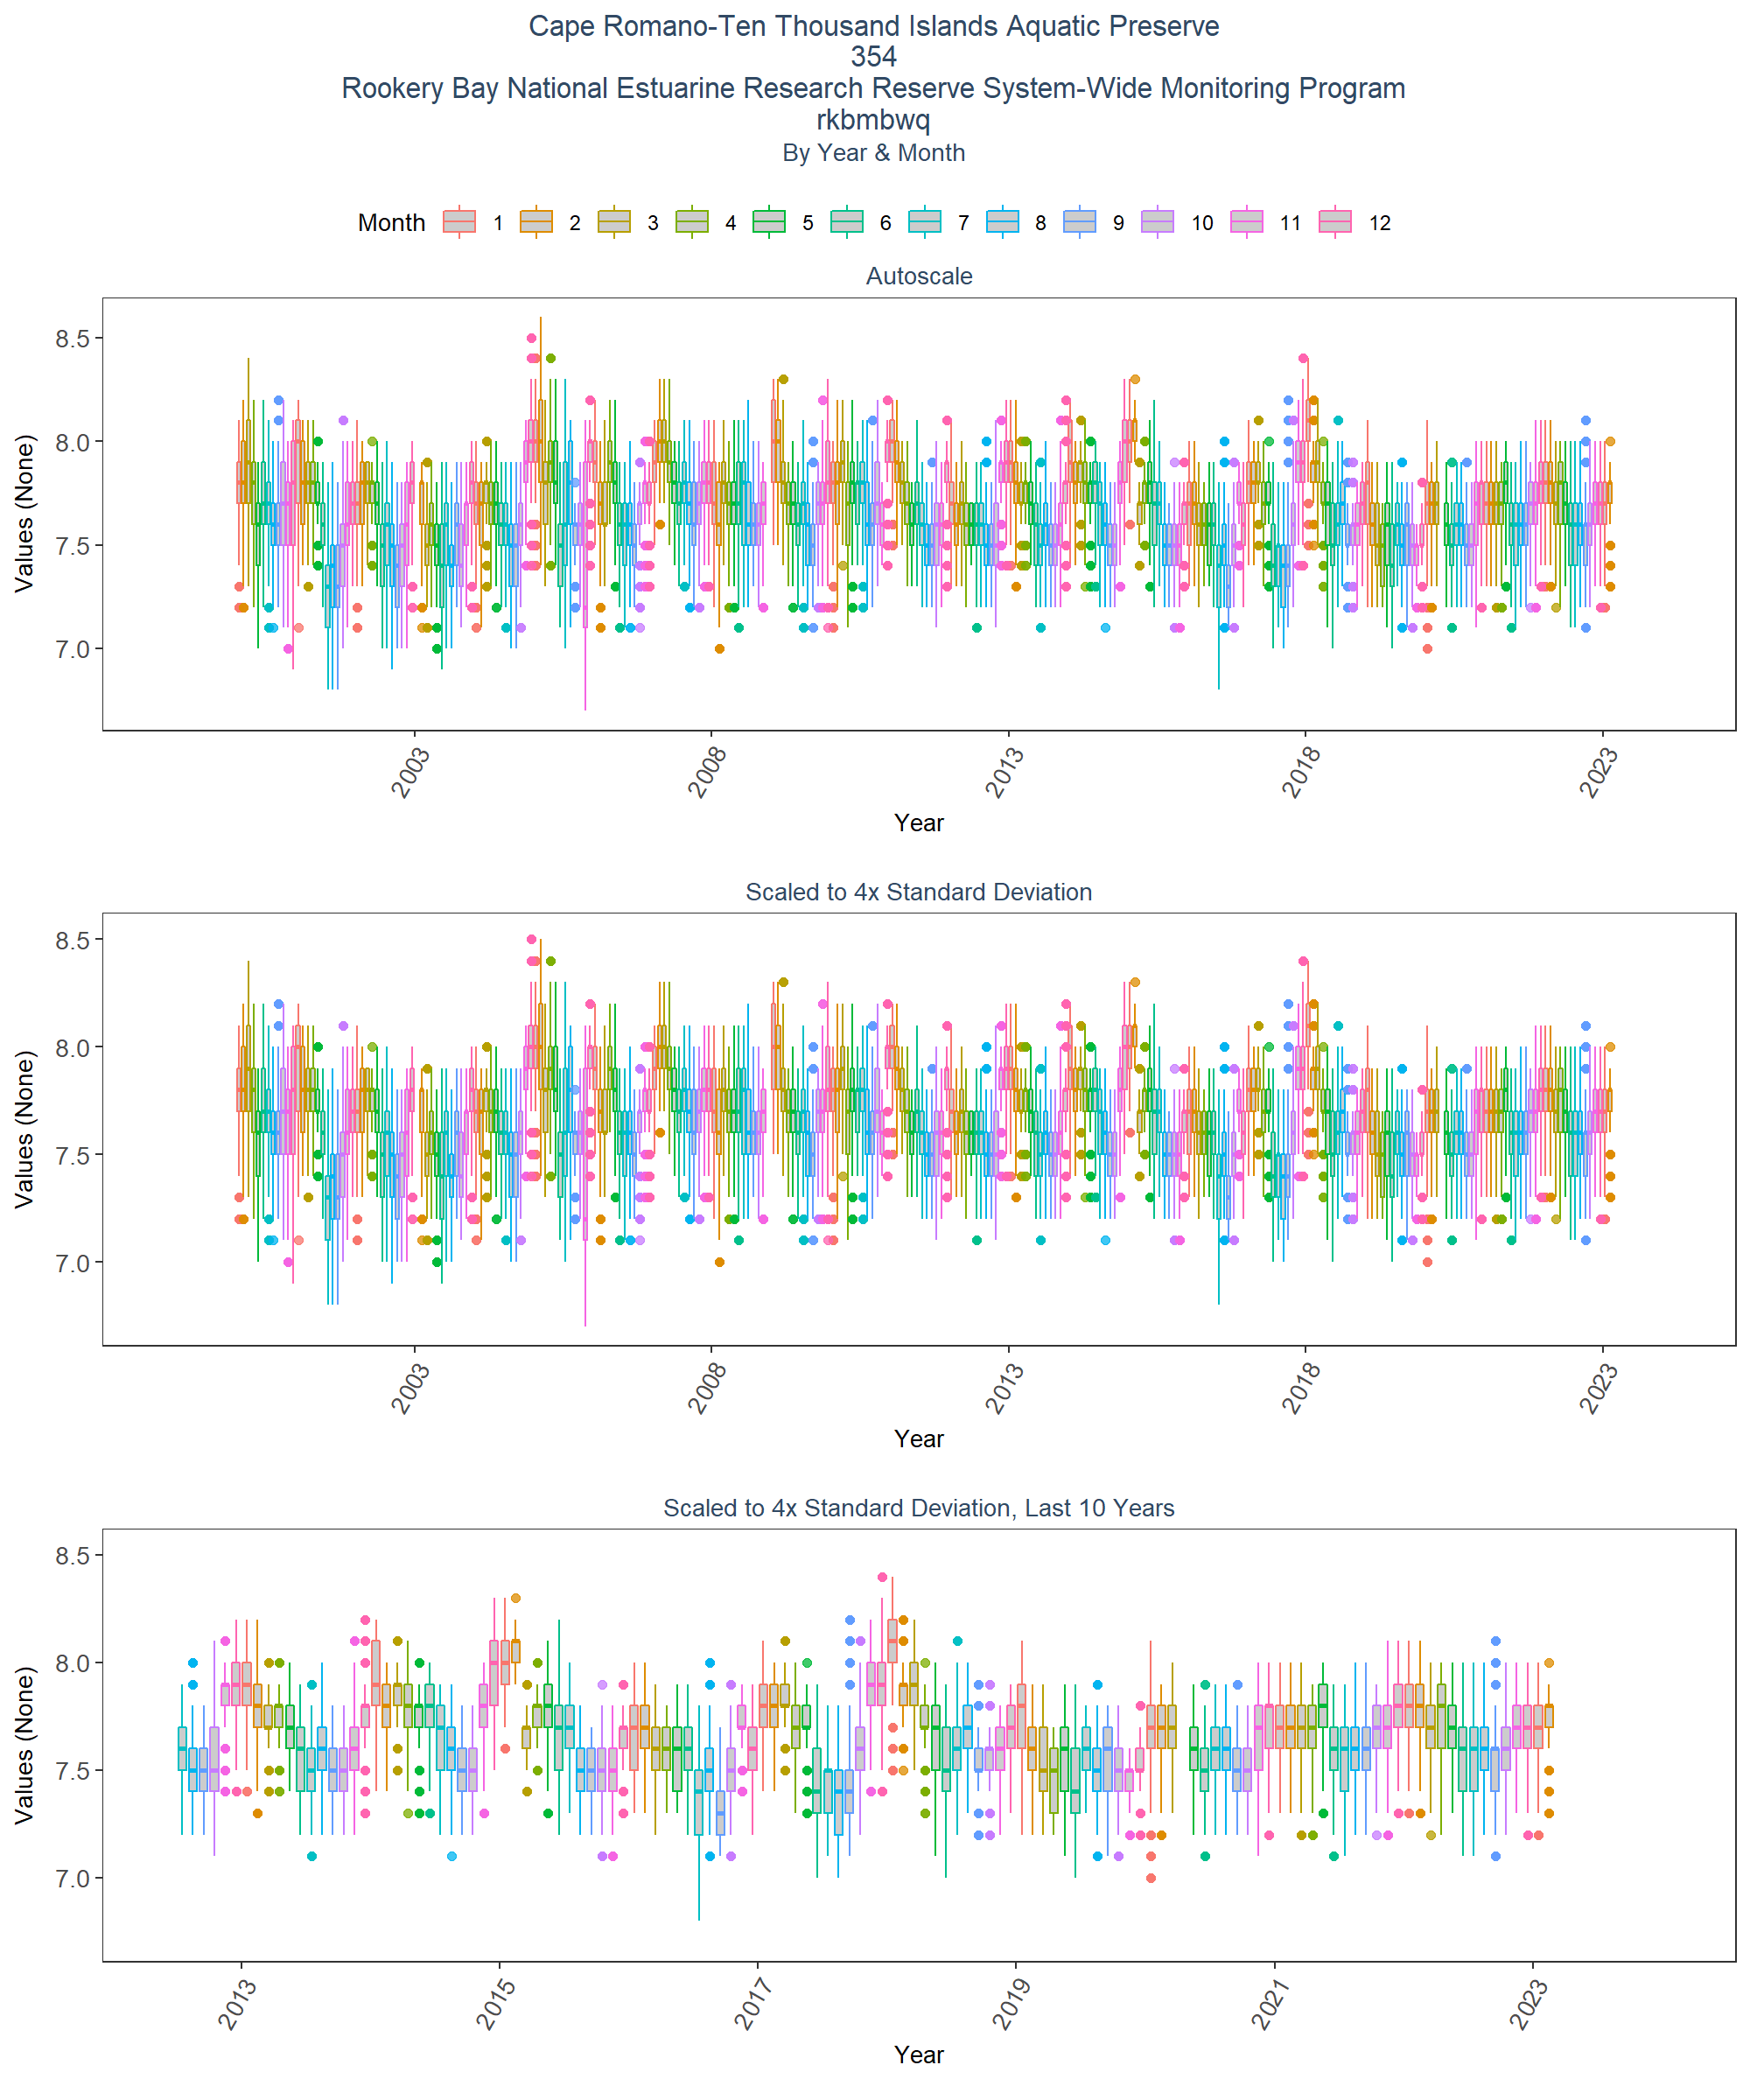 Cape Romano-Ten Thousand Islands Aquatic Preserve
354
Rookery Bay National Estuarine Research Reserve System-Wide Monitoring Program
rkbmbwq
By Year & Month
Month 1 2 3 4 5 6 7 8 9 10 11 12
Autoscale
Values (None)
8.5
8.0
7.5
7.0
2003 2008 2013 2018 2023
Year
Scaled to 4x Standard Deviation
Values (None)
8.5
8.0
7.5
7.0
2003 2008 2013 2018 2023
Year
Scaled to 4x Standard Deviation, Last 10 Years
Values (None)
8.5
8.0
7.5
7.0
2013 2015 2017 2019 2021 2023
Year